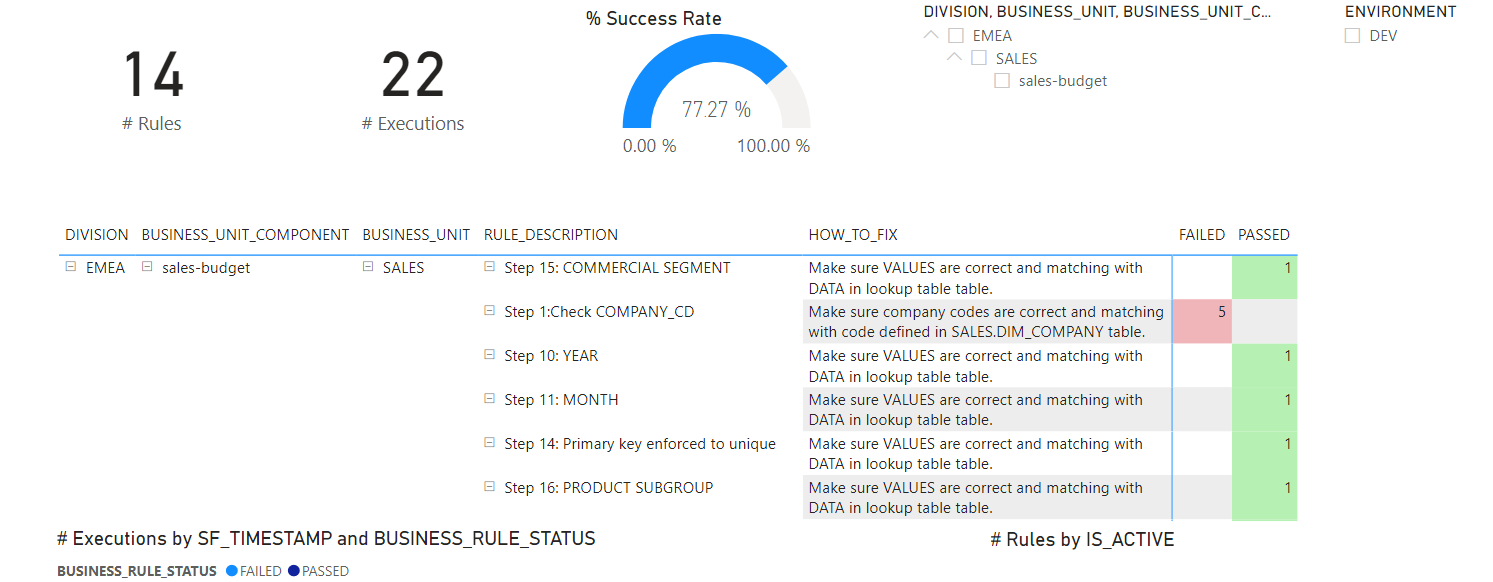 % Success Rate
DIVISION, BUSINESS_UNIT, BUSINESS_UNIT_C...
ENVIRONMENT
EMEA
DEV
SALES
sales-budget
14
# Rules
22
# Executions
77.27 %
0.00 %
100.00 %
DIVISION BUSINESS_UNIT_COMPONENT BUSINESS_UNIT RULE_DESCRIPTION HOW_TO_FIX FAILED PASSED
EMEA sales-budget SALES Step 15: COMMERCIAL SEGMENT Make sure VALUES are correct and matching with 1
DATA in lookup table table.
Step 1:Check COMPANY_CD Make sure company codes are correct and matching 5
with code defined in SALES.DIM_COMPANY table.
Step 10: YEAR Make sure VALUES are correct and matching with 1
DATA in lookup table table.
Step 11: MONTH Make sure VALUES are correct and matching with 1
DATA in lookup table table.
Step 14: Primary key enforced to unique Make sure VALUES are correct and matching with 1
DATA in lookup table table.
Step 16: PRODUCT SUBGROUP Make sure VALUES are correct and matching with 1
DATA in lookup table table.
# Executions by SF_TIMESTAMP and BUSINESS_RULE_STATUS
# Rules by IS_ACTIVE
BUSINESS_RULE_STATUS FAILED PASSED